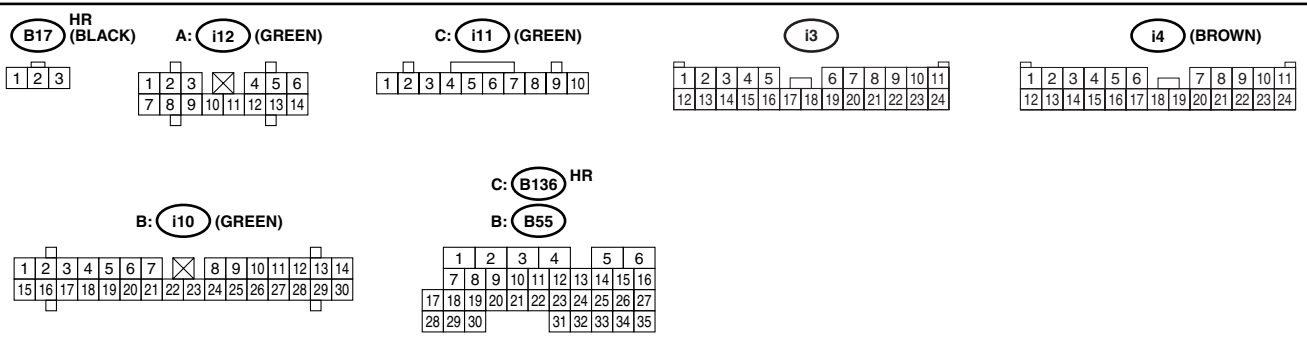 HR
B17 (BLACK) A: i12 (GREEN) C: i11 (GREEN) i3 i4 (BROWN)
1 2 3
1 2 3 4 5 6
7 8 9 10 11 12 13 14
1 2 3 4 5 6 7 8 9 10
1 2 3 4 5 6 7 8 9 10 11
12 13 14 15 16 17 18 19 20 21 22 23 24
1 2 3 4 5 6 7 8 9 10 11
12 13 14 15 16 17 18 19 20 21 22 23 24
C: B136 HR
B: i10 (GREEN) B: B55
1 2 3 4 5 6 7 8 9 10 11 12 13 14
15 16 17 18 19 20 21 22 23 24 25 26 27 28 29 30
1 2 3 4 5 6
7 8 9 10 11 12 13 14 15 16
17 18 19 20 21 22 23 24 25 26 27
28 29 30 31 32 33 34 35